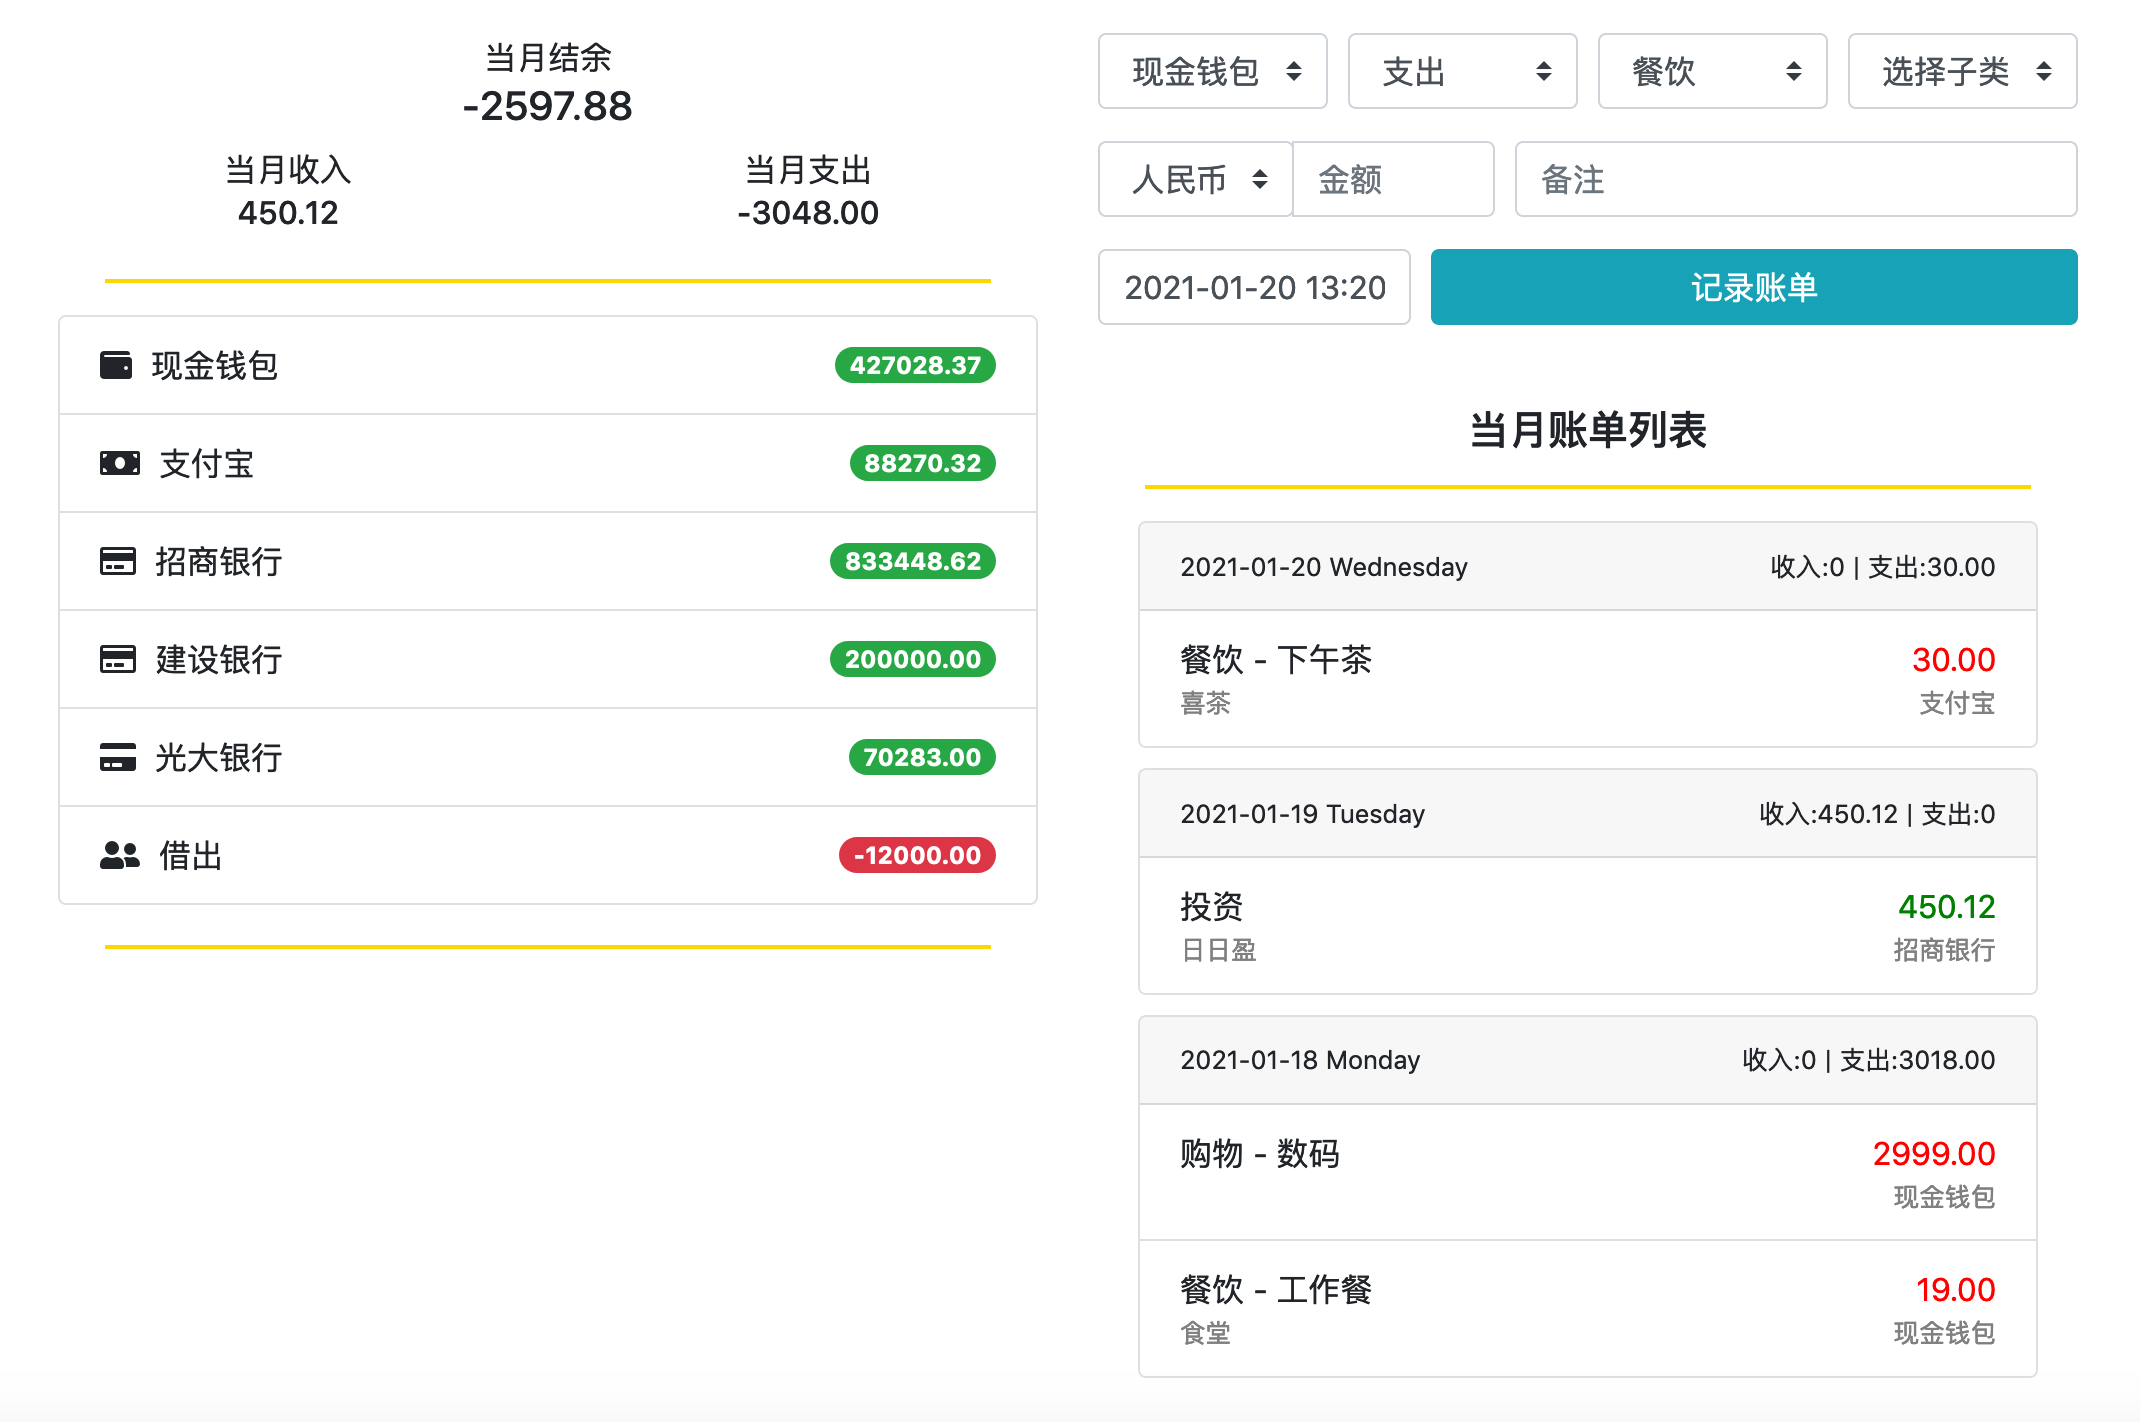 当月结余
-2597.88
当月收入
450.12
当月支出
-3048.00
现金钱包 427028.37
支付宝 88270.32
招商银行 833448.62
建设银行 200000.00
光大银行 70283.00
借出 -12000.00
现金钱包 支出 餐饮 选择子类
人民币 金额 备注
2021-01-20 13:20 记录账单
当月账单列表
2021-01-20 Wednesday 收入:0 | 支出:30.00
餐饮 - 下午茶 30.00
喜茶 支付宝
2021-01-19 Tuesday 收入:450.12 | 支出:0
投资 450.12
日日盈 招商银行
2021-01-18 Monday 收入:0 | 支出:3018.00
购物 - 数码 2999.00
现金钱包
餐饮 - 工作餐 19.00
食堂 现金钱包